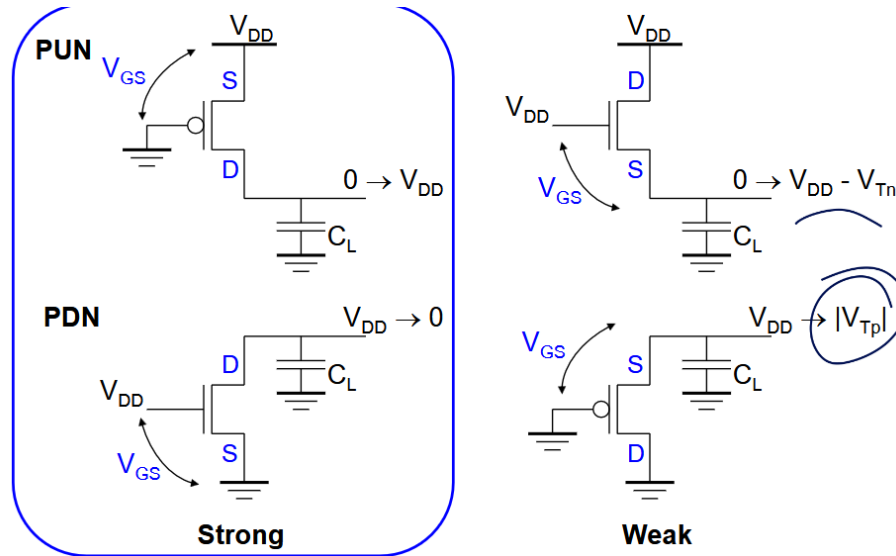 PUN
V_DD
V_GS
S
D
0 → V_DD
C_L
V_DD
D
V_DD
V_GS
S
0 → V_DD - V_Tn
C_L
PDN
V_DD → 0
D
C_L
V_DD
V_GS
S
V_DD → |V_Tp|
V_GS
S
C_L
D
Strong
Weak